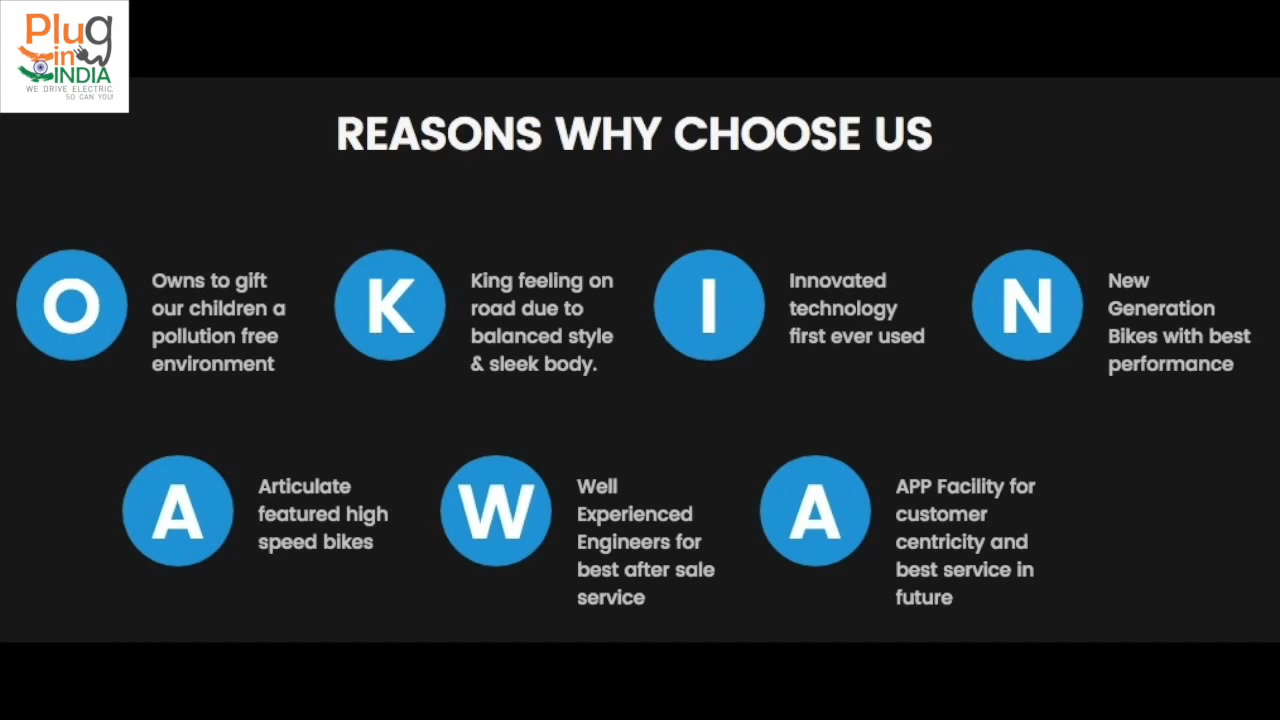 Plug
in
INDIA
WE DRIVE ELECTRIC.
SO CAN YOU!
REASONS WHY CHOOSE US
O
Owns to gift
our children a
pollution free
environment
K
King feeling on
road due to
balanced style
& sleek body.
I
Innovated
technology
first ever used
N
New
Generation
Bikes with best
performance
A
Articulate
featured high
speed bikes
W
Well
Experienced
Engineers for
best after sale
service
A
APP Facility for
customer
centricity and
best service in
future